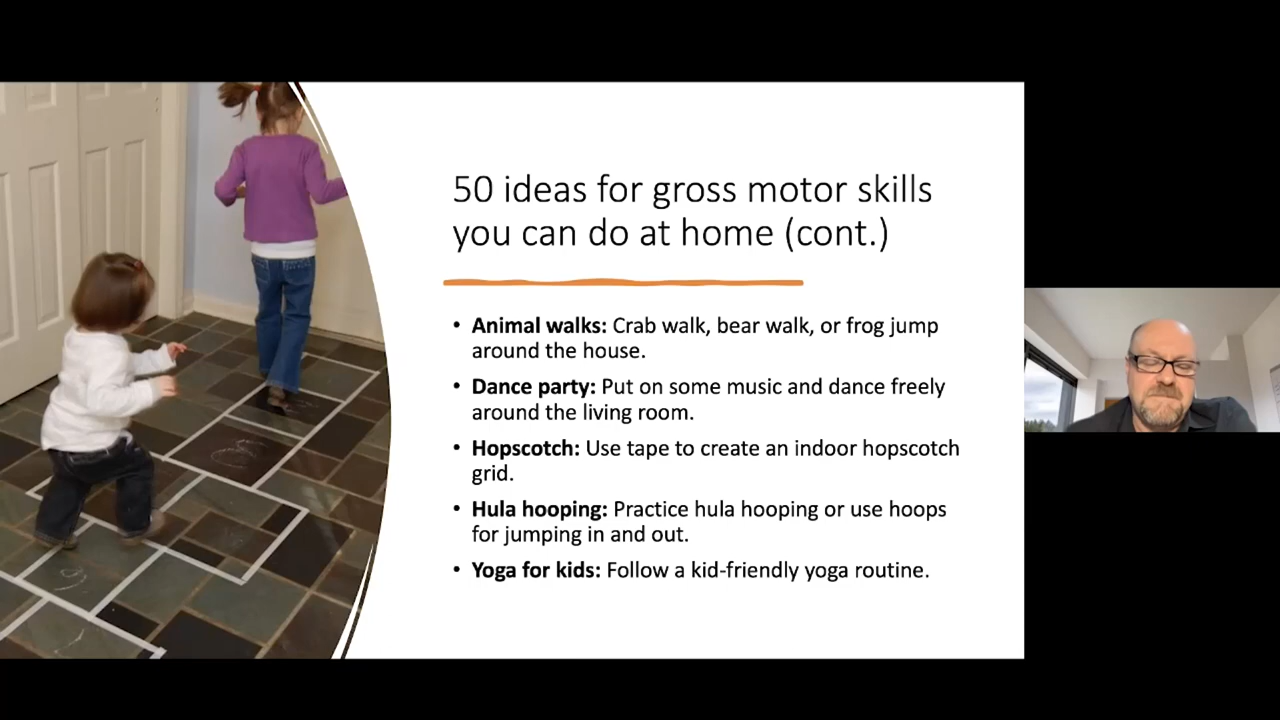 50 ideas for gross motor skills
you can do at home (cont.)
• Animal walks: Crab walk, bear walk, or frog jump
around the house.
• Dance party: Put on some music and dance freely
around the living room.
• Hopscotch: Use tape to create an indoor hopscotch
grid.
• Hula hooping: Practice hula hooping or use hoops
for jumping in and out.
• Yoga for kids: Follow a kid-friendly yoga routine.